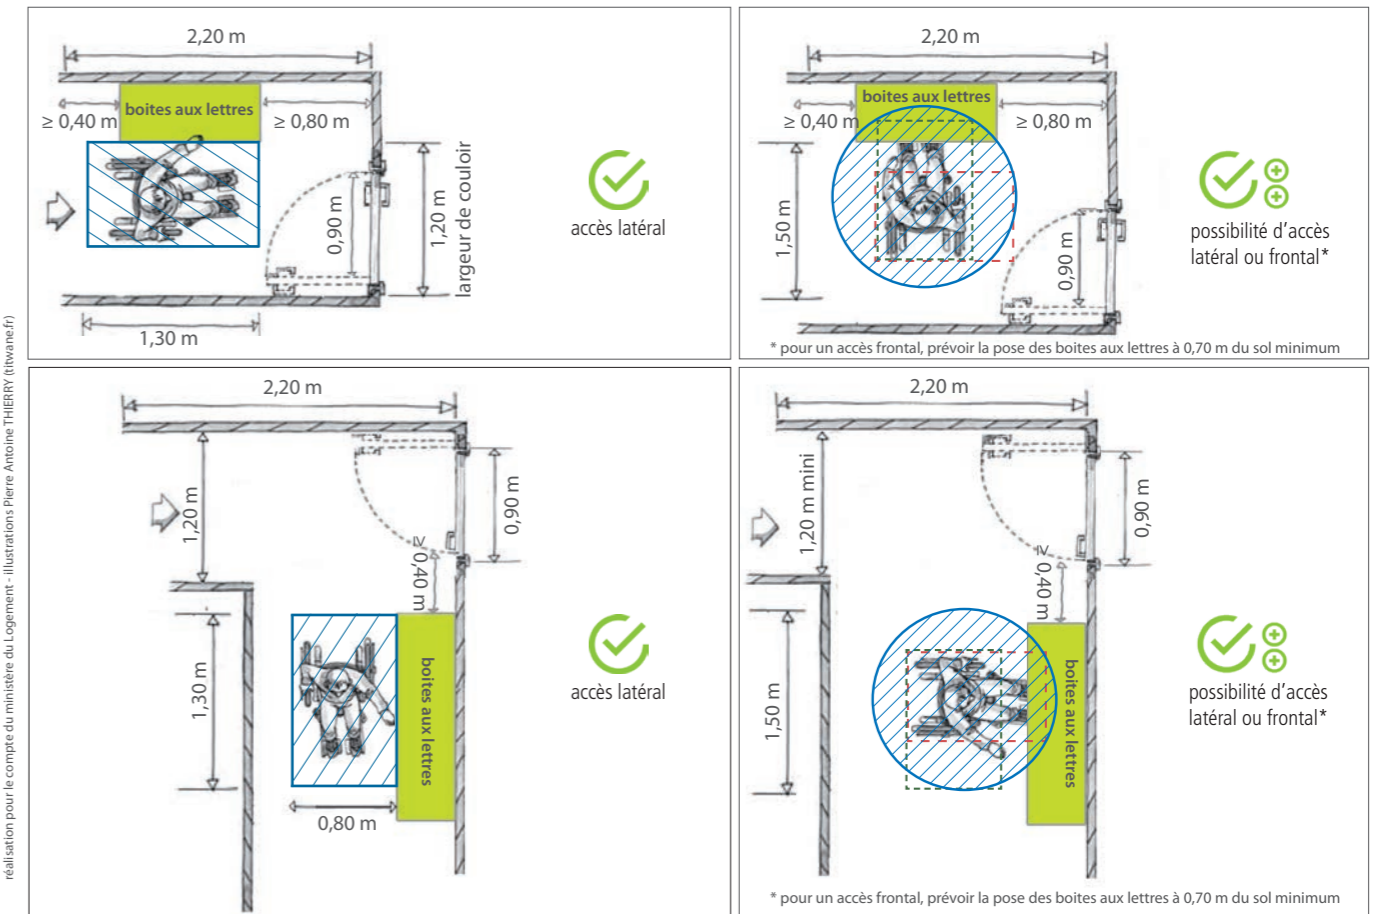 2,20 m
boites aux lettres
≥ 0,40 m
≥ 0,80 m
0,90 m
1,20 m
largeur de couloir
1,30 m
accès latéral
2,20 m
boites aux lettres
≥ 0,40 m
≥ 0,80 m
1,50 m
0,90 m
possibilité d'accès
latéral ou frontal*
* pour un accès frontal, prévoir la pose des boites aux lettres à 0,70 m du sol minimum
2,20 m
1,20 m
0,90 m
≥ 0,40 m
1,30 m
boites aux lettres
0,80 m
accès latéral
2,20 m
1,20 m mini
0,90 m
≥ 0,40 m
1,50 m
boites aux lettres
possibilité d'accès
latéral ou frontal*
* pour un accès frontal, prévoir la pose des boites aux lettres à 0,70 m du sol minimum
réalisation pour le compte du ministère du Logement - illustrations Pierre Antoine THIERRY (titwane.fr)